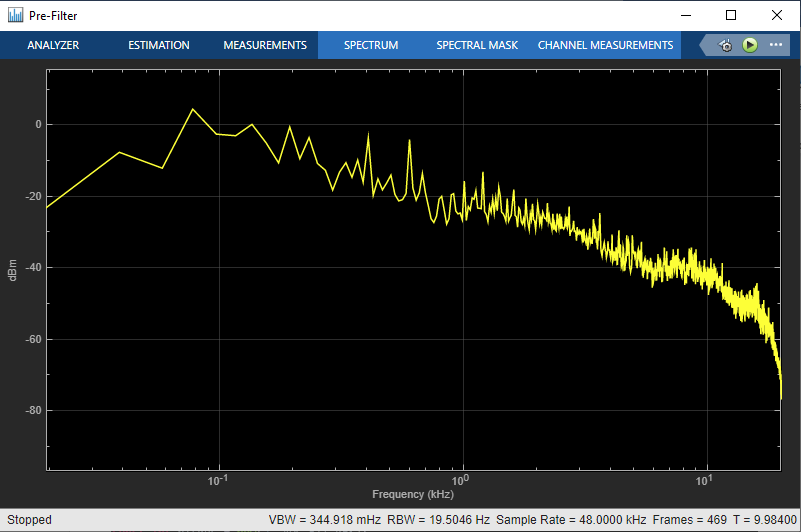 Pre-Filter
ANALYZER ESTIMATION MEASUREMENTS SPECTRUM SPECTRAL MASK CHANNEL MEASUREMENTS
0
-20
-40
-60
-80
dBm
10-1 100 101
Frequency (kHz)
Stopped VBW = 344.918 mHz RBW = 19.5046 Hz Sample Rate = 48.0000 kHz Frames = 469 T = 9.98400